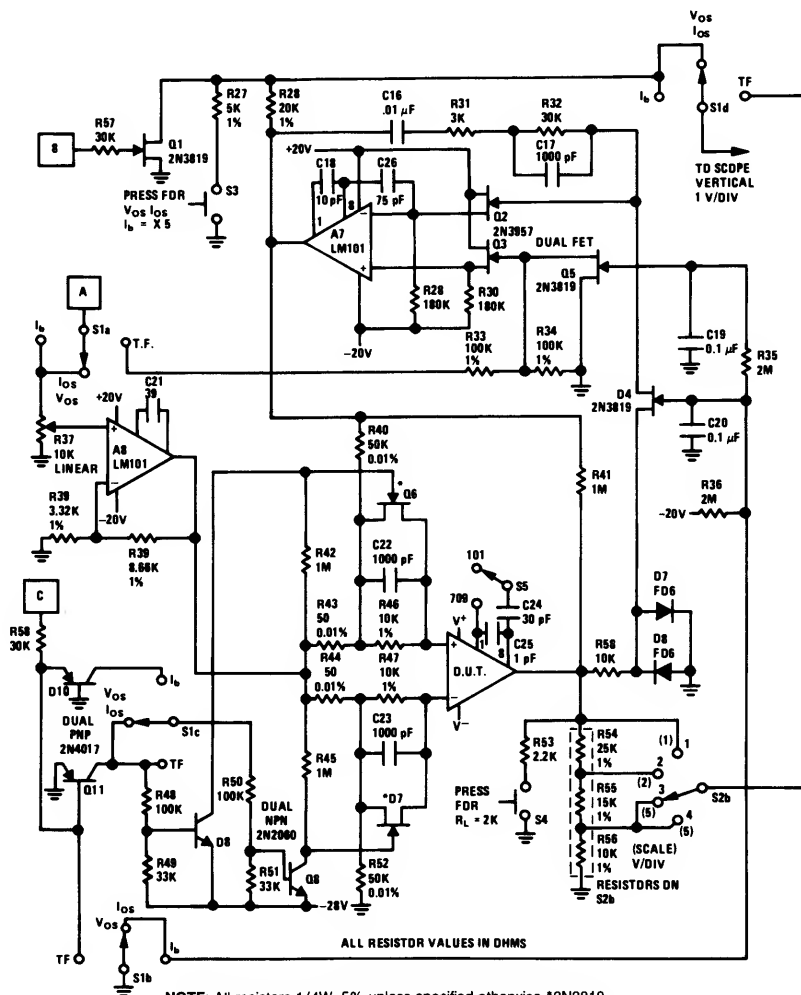 VOS
IOS
Ib
TF
S1d
TO SCOPE
VERTICAL
1 V/DIV
R27
5K
1%
R28
20K
1%
C16
.01 μF
R31
3K
R32
30K
C17
1000 pF
8
R57
30K
Q1
2N3819
S3
PRESS FOR
VOS IOS
Ib = X 5
+20V
C18
10 pF
C26
75 pF
8
1
A7
LM101
−
+
−20V
Q2
2N3957
Q3
DUAL FET
Q5
2N3819
R28
180K
R30
180K
R33
100K
1%
R34
100K
1%
C19
0.1 μF
R35
2M
D4
2N3819
C20
0.1 μF
R36
2M
−20V
A
S1a
Ib
IOS
VOS
T.F.
C21
39
+20V
R37
10K
LINEAR
A8
LM101
+
−
−20V
R39
3.32K
1%
R39
8.66K
1%
R40
50K
0.01%
R41
1M
*
Q6
R42
1M
C22
1000 pF
R43
50
0.01%
R46
10K
1%
R44
50
0.01%
R47
10K
1%
101
S5
709
C24
30 pF
C25
1 pF
1
8
V+
D.U.T.
+
−
V−
D7
FD6
D8
FD6
R58
10K
C
R58
30K
D10
Ib
VOS
IOS
S1c
DUAL
PNP
2N4017
Q11
TF
R48
100K
R49
33K
D8
R50
100K
DUAL
NPN
2N2060
R51
33K
Q8
−28V
R45
1M
C23
1000 pF
*D7
R52
50K
0.01%
R53
2.2K
PRESS
FDR
RL = 2K
S4
R54
25K
1%
R55
15K
1%
R56
10K
1%
(1)
1
2
(2)
3
(5)
4
(5)
S2b
(SCALE)
V/DIV
RESISTORS ON
S2b
IOS
VOS
TF
S1b
Ib
ALL RESISTOR VALUES IN DHMS